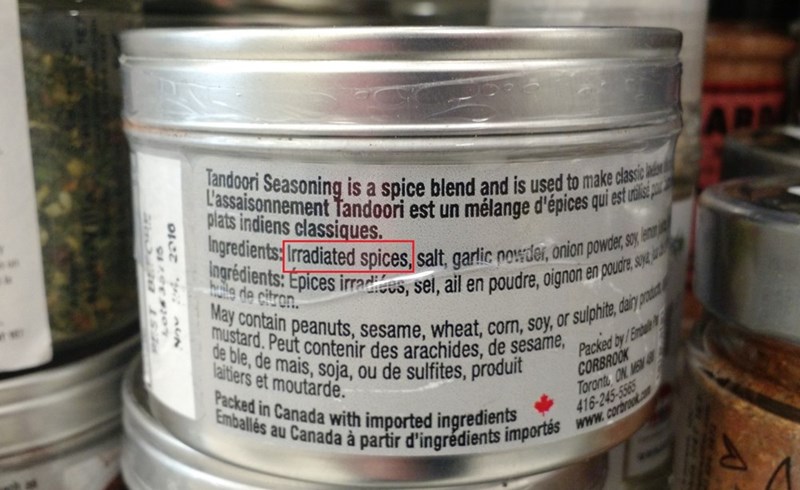 Tandoori Seasoning is a spice blend and is used to make classic Indian
L'assaisonnement Tandoori est un mélange d'épices qui est utilisé pour
plats indiens classiques.
Ingredients: Irradiated spices, salt, garlic powder, onion powder, soy, lemon
Ingrédients: Épices irradiées, sel, ail en poudre, oignon en poudre, soya,
huile de citron.
May contain peanuts, sesame, wheat, corn, soy, or sulphite, dairy
mustard. Peut contenir des arachides, de sesame,
de ble, de mais, soja, ou de sulfites, produit
laitiers et moutarde.
Packed in Canada with imported ingredients
Emballés au Canada à partir d'ingrédients importés
Packed by /
CORBROOK
Toronto, ON,
416-245-5565
www.corbrook.
BEST BEFORE
2016